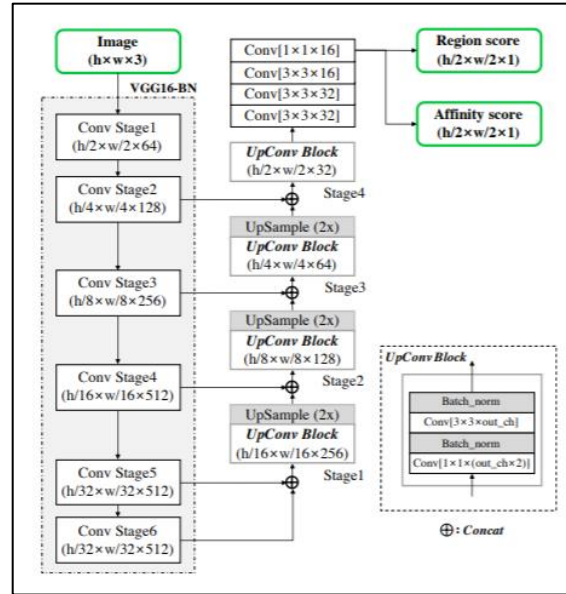 Image
(h×w×3)
VGG16-BN
Conv Stage1
(h/2×w/2×64)
Conv Stage2
(h/4×w/4×128)
Conv Stage3
(h/8×w/8×256)
Conv Stage4
(h/16×w/16×512)
Conv Stage5
(h/32×w/32×512)
Conv Stage6
(h/32×w/32×512)
Conv[1×1×16]
Conv[3×3×16]
Conv[3×3×32]
Conv[3×3×32]
UpConv Block
(h/2×w/2×32)
Stage4
UpSample (2x)
UpConv Block
(h/4×w/4×64)
Stage3
UpSample (2x)
UpConv Block
(h/8×w/8×128)
Stage2
UpSample (2x)
UpConv Block
(h/16×w/16×256)
Stage1
Region score
(h/2×w/2×1)
Affinity score
(h/2×w/2×1)
UpConv Block
Batch_norm
Conv[3×3×out_ch]
Batch_norm
Conv[1×1×(out_ch×2)]
⊕: Concat